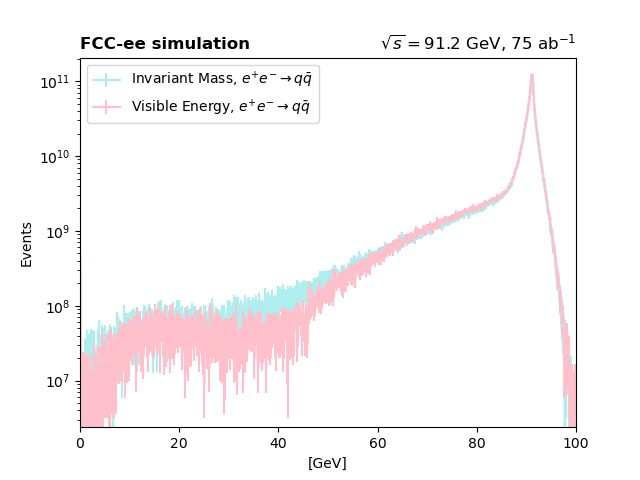 FCC-ee simulation
√s = 91.2 GeV, 75 ab⁻¹
Invariant Mass, e⁺e⁻ → qq̄
Visible Energy, e⁺e⁻ → qq̄
Events
10¹¹
10¹⁰
10⁹
10⁸
10⁷
0 20 40 60 80 100
[GeV]